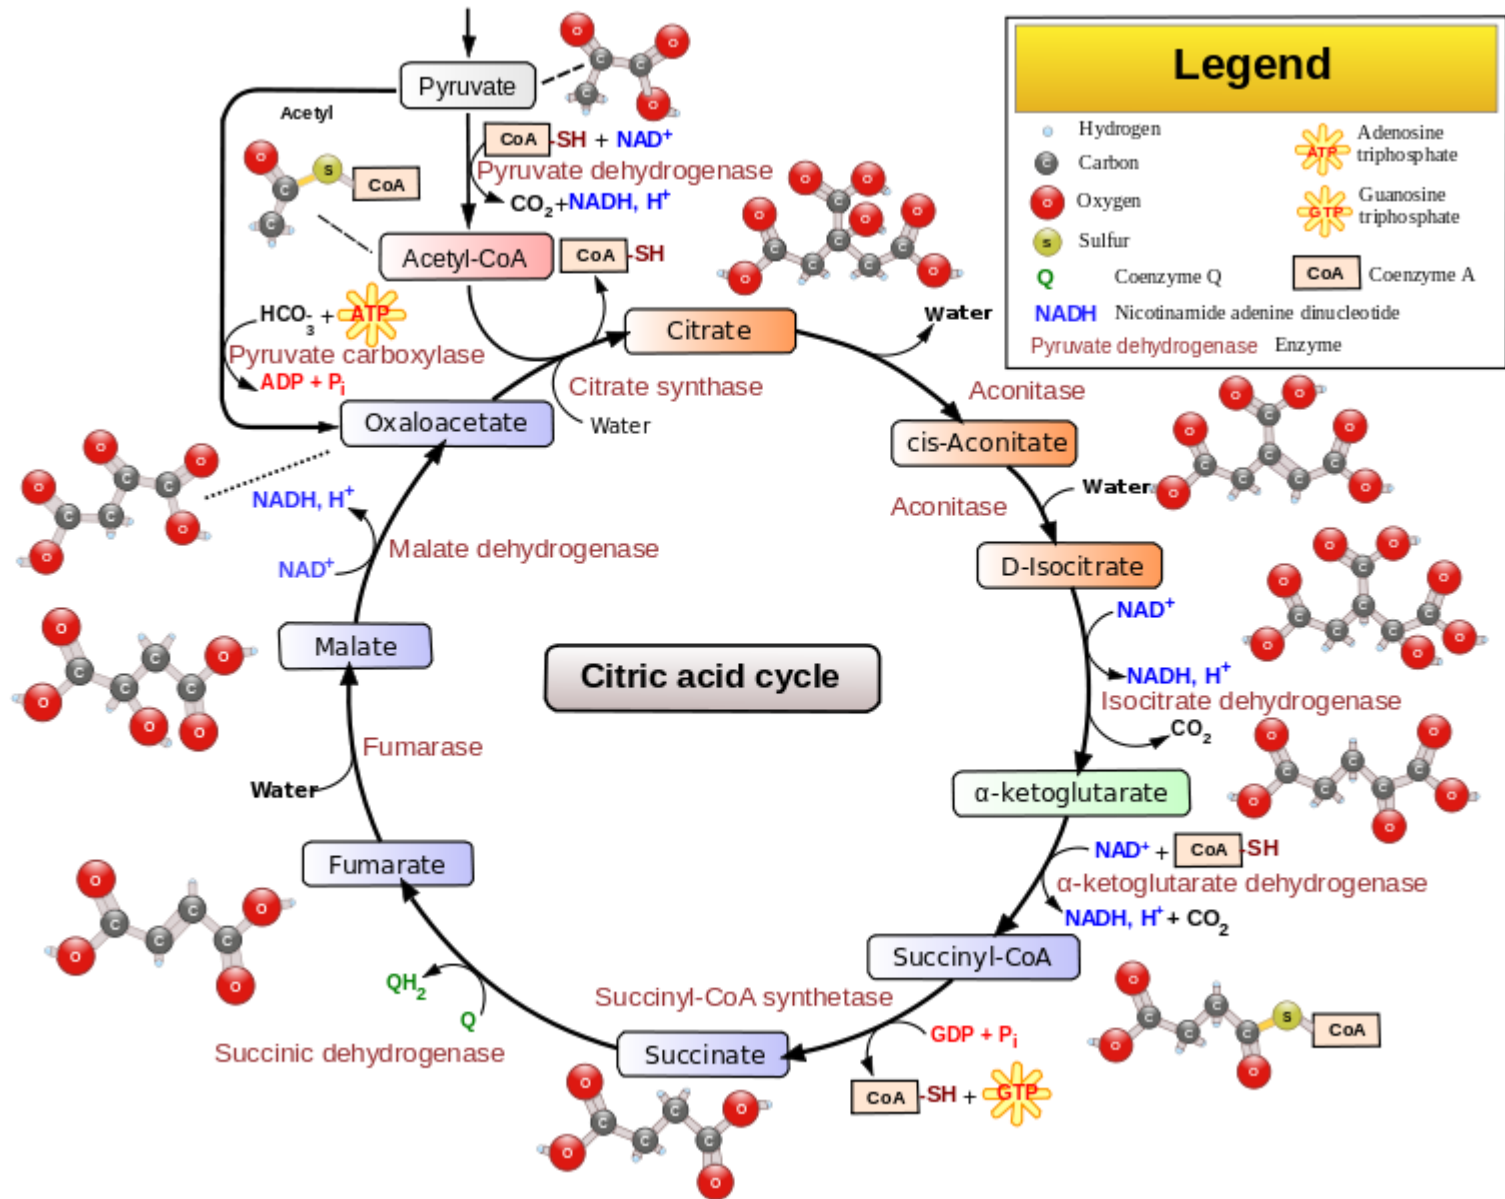 Legend
Hydrogen
Carbon
Oxygen
S Sulfur
Q Coenzyme Q
NADH Nicotinamide adenine dinucleotide
Pyruvate dehydrogenase Enzyme
ATP Adenosine
triphosphate
GTP Guanosine
triphosphate
CoA Coenzyme A
Pyruvate
Acetyl
S CoA
CoA-SH + NAD+
Pyruvate dehydrogenase
CO2+NADH, H+
Acetyl-CoA
CoA-SH
HCO3- + ATP
Pyruvate carboxylase
ADP + Pi
Citrate
Citrate synthase
Water
Oxaloacetate
Water
Aconitase
cis-Aconitate
Water
Aconitase
D-Isocitrate
NAD+
NADH, H+
Isocitrate dehydrogenase
CO2
α-ketoglutarate
NAD+ + CoA-SH
α-ketoglutarate dehydrogenase
NADH, H+ + CO2
Succinyl-CoA
S CoA
Succinyl-CoA synthetase
GDP + Pi
CoA-SH + GTP
Succinate
Q
QH2
Succinic dehydrogenase
Fumarate
Water
Fumarase
Malate
NAD+
Malate dehydrogenase
NADH, H+
Citric acid cycle